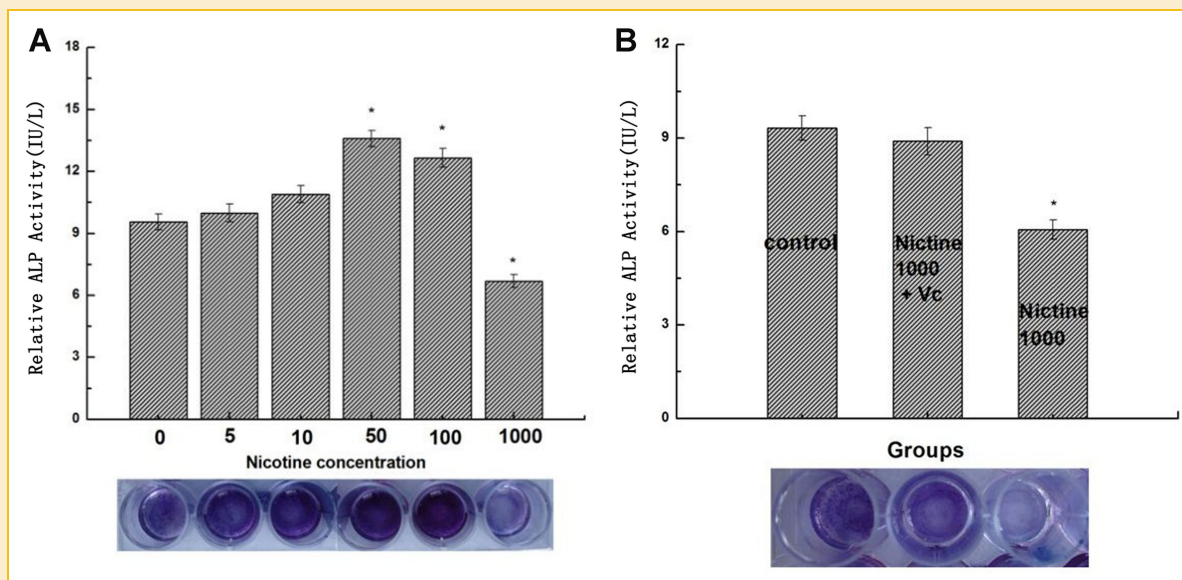 A
Relative ALP Activity(IU/L)
18
15
12
9
6
3
0
*
*
*
0 5 10 50 100 1000
Nicotine concentration
B
Relative ALP Activity(IU/L)
12
9
6
3
0
*
control
Nictine
1000
+ Vc
Nictine
1000
Groups